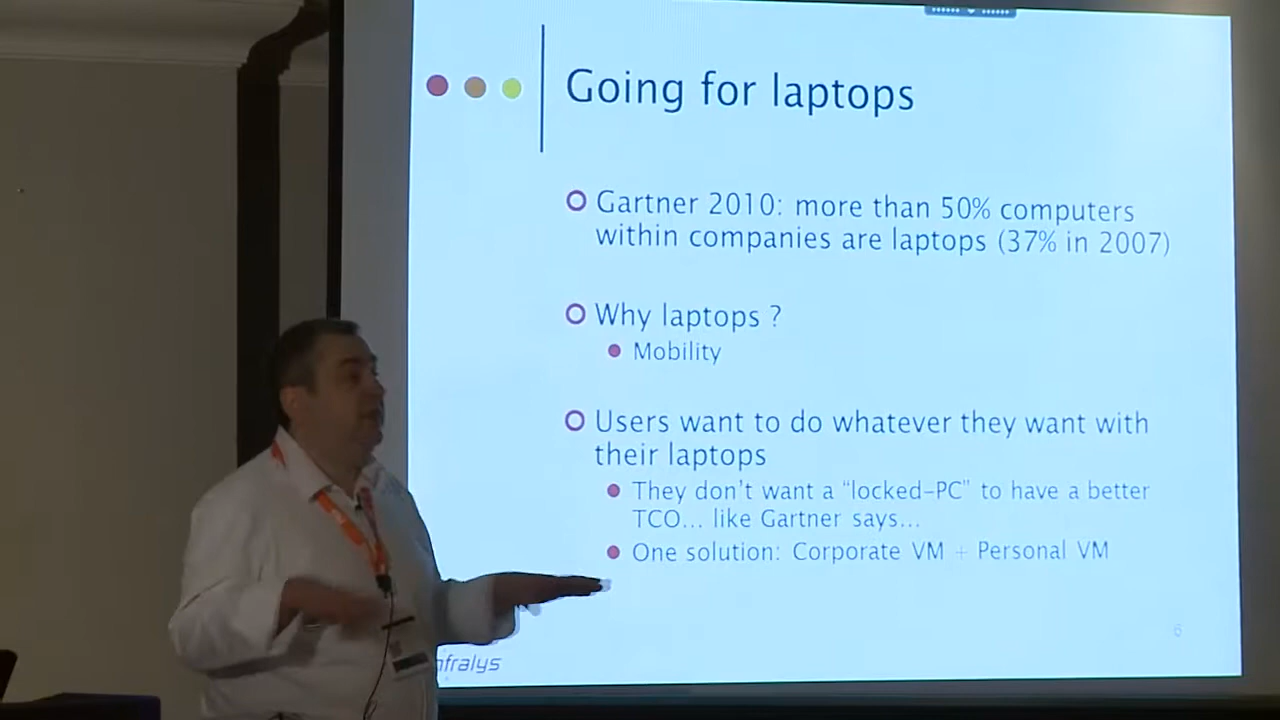 Going for laptops
Gartner 2010: more than 50% computers
within companies are laptops (37% in 2007)
Why laptops ?
Mobility
Users want to do whatever they want with
their laptops
They don't want a “locked-PC” to have a better
TCO... like Gartner says...
One solution: Corporate VM + Personal VM
6
nfralys